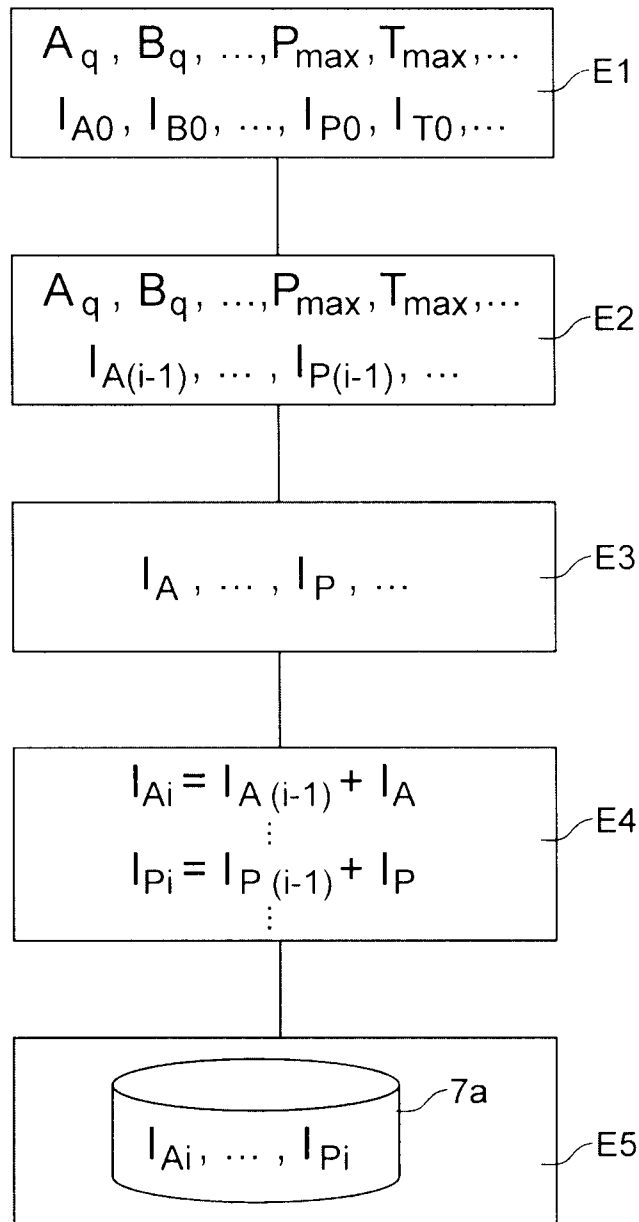 A_q , B_q , ..., P_max , T_max , ...
E1
I_A0 , I_B0 , ..., I_P0 , I_T0 , ...
A_q , B_q , ..., P_max , T_max , ...
E2
I_A(i-1) , ... , I_P(i-1) , ...
I_A , ... , I_P , ...
E3
I_Ai = I_A (i-1) + I_A
⋮
E4
I_Pi = I_P (i-1) + I_P
⋮
7a
I_Ai , ... , I_Pi
E5